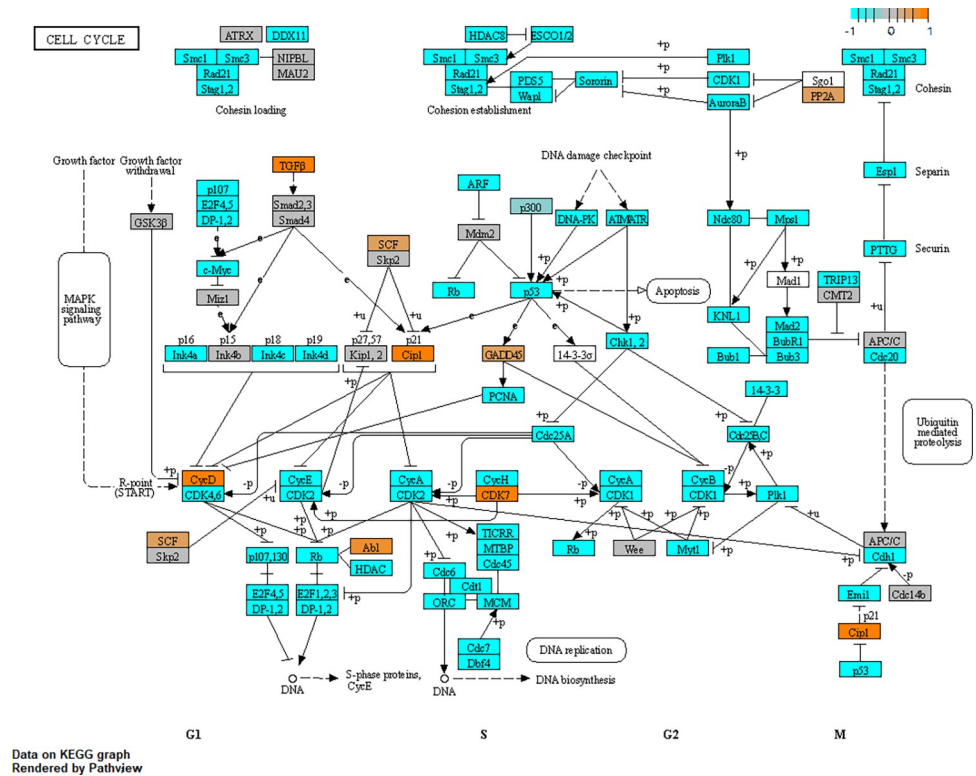 CELL CYCLE
-1 0 1
ATRX DDX11
Smc1 Smc3 NIPBL
Rad21 MAU2
Stag1,2
Cohesin loading
HDAC8 ESCO1/2
Smc1 Smc3
Rad21
Stag1,2
PDS5 Sororin
Wapl
Cohesion establishment
+p
+p
+p
Plk1
CDK1
AuroraB
Sgo1
PP2A
Smc1 Smc3
Rad21
Stag1,2
Cohesin
Growth factor
Growth factor
withdrawal
TGFβ
DNA damage checkpoint
+p
Esp1 Separin
p107
E2F4,5
DP-1,2
Smad2,3
Smad4
GSK3β
ARF
p300
DNA-PK
ATM/ATR
Ndc80 Mps1
+p
+p
PTTG Securin
SCF
Skp2
Mdm2
e
e
c-Myc
Miz1
Rb
p53
+p
+p
+p
Apoptosis
Mad1
TRIP13
CMT2
MAPK
signaling
pathway
e
e
+u
+u
e
e
e
+p
KNL1
Mad2
BubR1
Bub1 Bub3
+u
APC/C
Cdc20
p16 p15 p18 p19
Ink4a Ink4b Ink4c Ink4d
p27,57 p21
Kip1, 2 Cip1
GADD45
14-3-3σ
Chk1, 2
+p
PCNA
14-3-3
Cdc25A
+p
+p
Cdc25B,C
Ubiquitin
mediated
proteolysis
R-point
(START)
+p
CycD
CDK4,6
-p
CycE
CDK2
-p
CycA
CDK2
-p
CycH
CDK7
CycA
CDK1
-p
CycB
CDK1
-p
+p
+p
Plk1
+u
SCF
Skp2
+p
+p
+p
p107,130 Rb
Abl
HDAC
+p
TICRR
MTBP
Cdc45
+p
Rb
Wee
Myt1
+p
+p
APC/C
Cdh1
-p
E2F4,5
DP-1,2
E2F1,2,3
DP-1,2
+p
Cdc6
Cdt1
ORC MCM
+p
Cdc7
Dbf4
Emi1
Cdc14b
p21
Cip1
p53
DNA replication
DNA
S-phase proteins,
CycE
DNA
DNA biosynthesis
G1 S G2 M
Data on KEGG graph
Rendered by Pathview